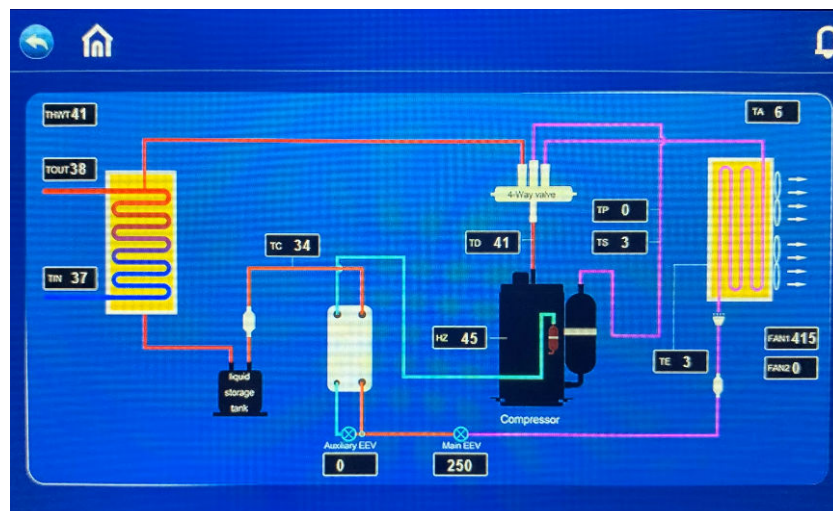 THWT 41
TA 6
TOUT 38
4-Way valve
TP 0
TC 34
TD 41
TS 3
TIN 37
HZ 45
FAN1 415
TE 3
FAN2 0
liquid
storage
tank
Compressor
Auxiliary EEV
Main EEV
0
250